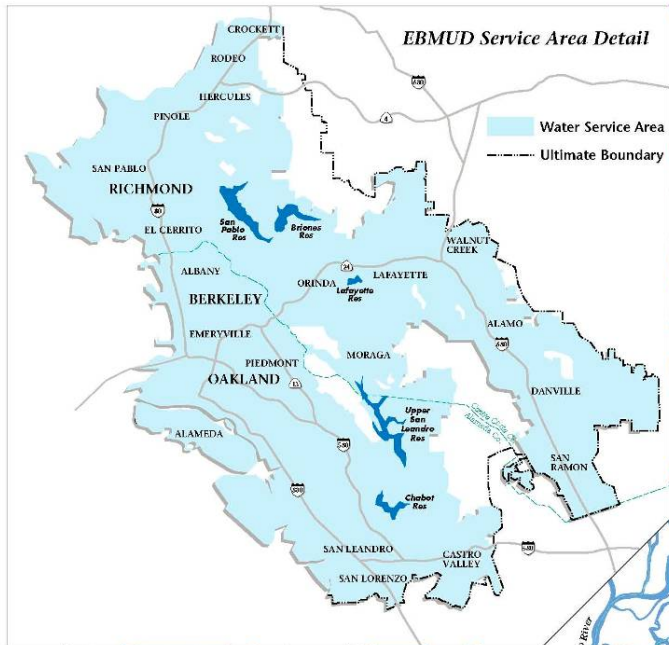 EBMUD Service Area Detail
CROCKETT
RODEO
680
HERCULES
4
PINOLE
Water Service Area
Ultimate Boundary
SAN PABLO
RICHMOND
80
San
Pablo
Res
Briones
Res
EL CERRITO
WALNUT
CREEK
ALBANY
24
LAFAYETTE
ORINDA
Lafayette
Res
BERKELEY
EMERYVILLE
ALAMO
680
PIEDMONT
MORAGA
OAKLAND
13
DANVILLE
Upper
San
Leandro
Res
Contra Costa Co.
Alameda Co.
ALAMEDA
580
SAN
RAMON
Chabot
Res
SAN LEANDRO
CASTRO
VALLEY
580
SAN LORENZO
River